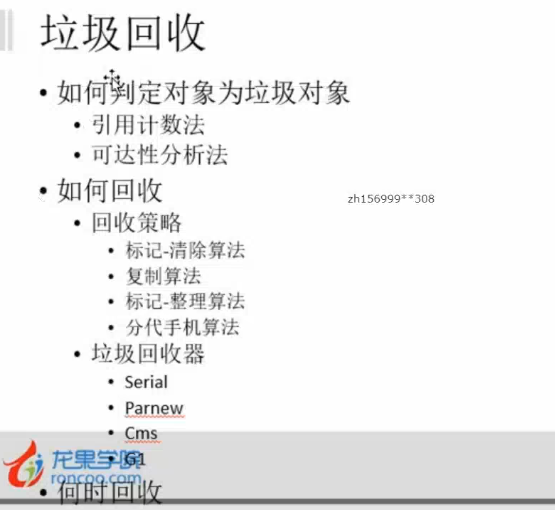 垃圾回收
• 如何判定对象为垃圾对象
• 引用计数法
• 可达性分析法
• 如何回收
zh156999**308
• 回收策略
• 标记-清除算法
• 复制算法
• 标记-整理算法
• 分代手机算法
• 垃圾回收器
• Serial
• Parnew
• Cms
• G1
龙果学院
roncoo.com
• 何时回收